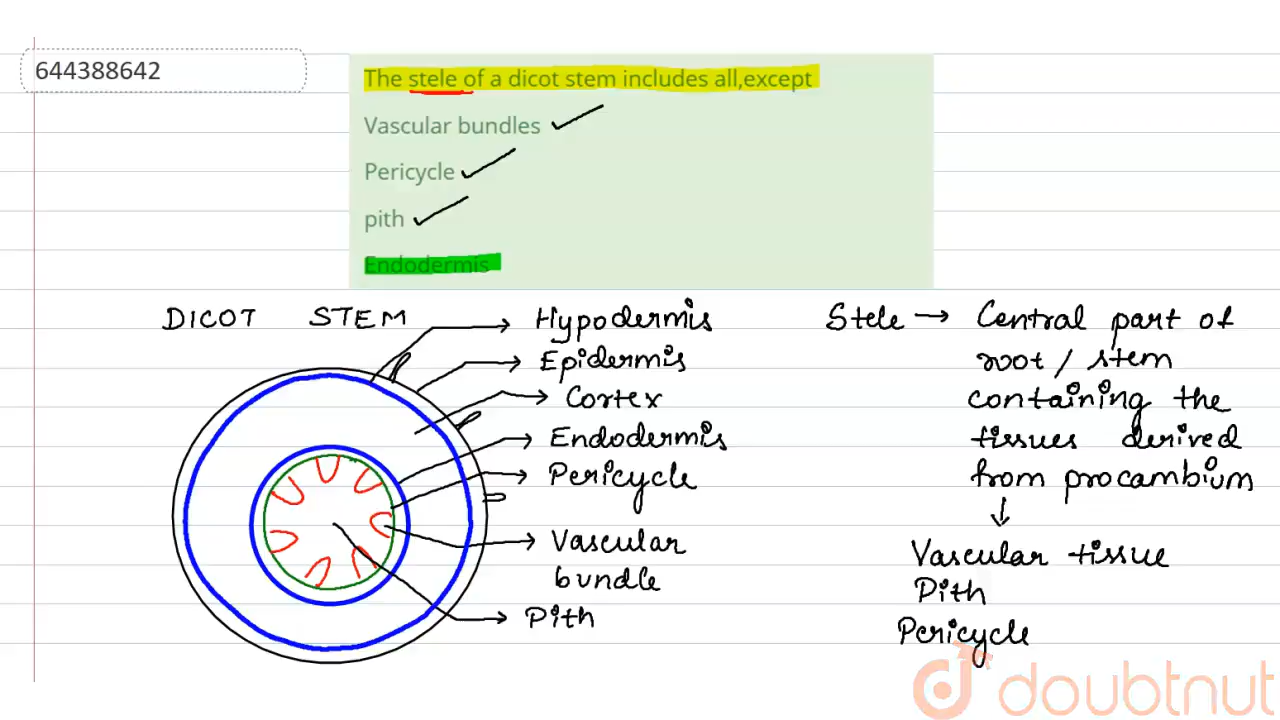 644388642
The stele of a dicot stem includes all,except
Vascular bundles
Pericycle
pith
Endodermis
DICOT STEM
Hypodermis
Epidermis
Cortex
Endodermis
Pericycle
Vascular
bundle
Pith
Stele → Central part of
root / stem
containing the
tissues derived
from procambium
↓
Vascular tissue
Pith
Pericycle
doubtnut